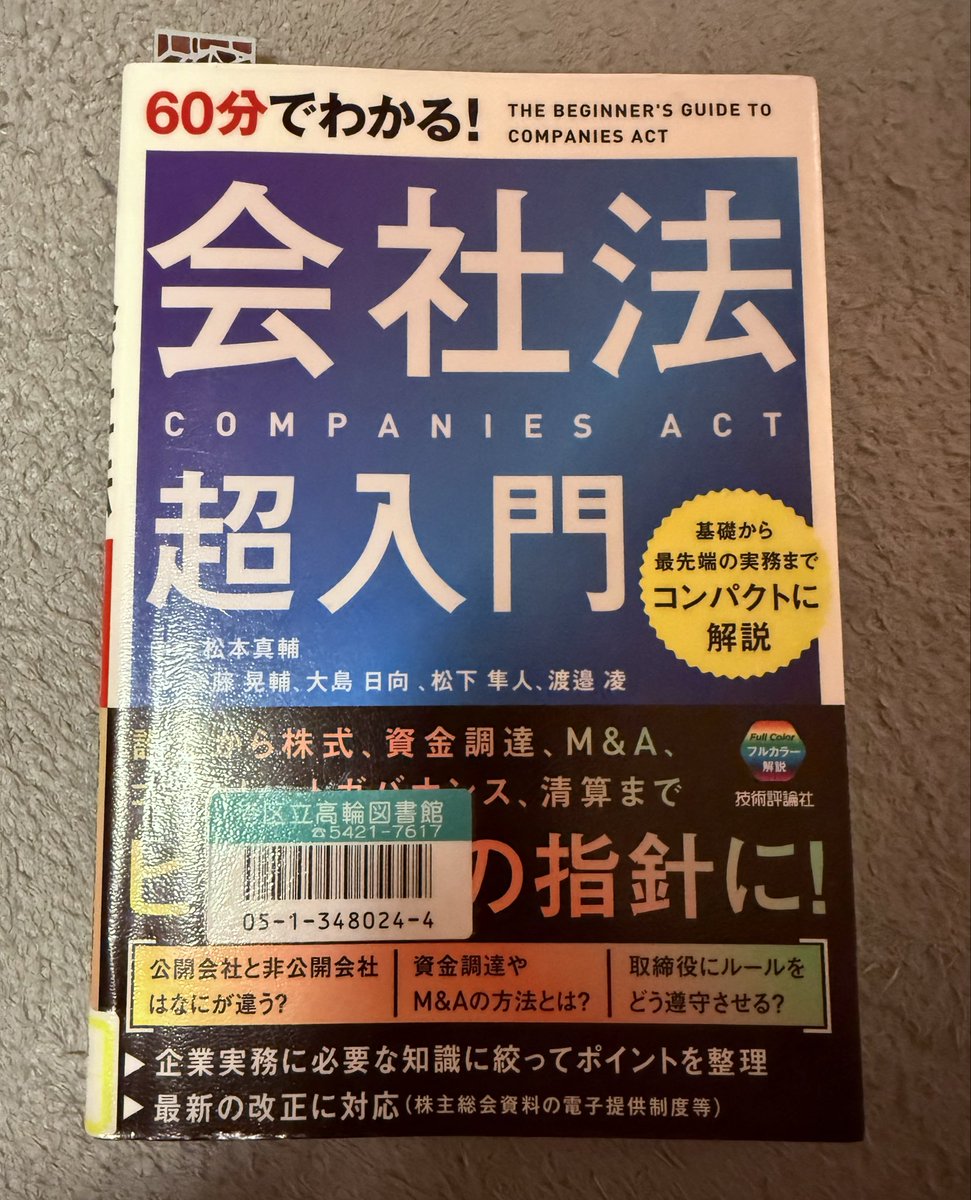 60分でわかる!
THE BEGINNER'S GUIDE TO
COMPANIES ACT
会社法
COMPANIES ACT
超入門
基礎から
最先端の実務まで
コンパクトに
解説
松本真輔
藤 晃輔、大島 日向、松下 隼人、渡邉 凌
から株式、資金調達、M&A、
ガバナンス、清算まで
Full Color
フルカラー
解説
技術評論社
区立高輪図書館
☎5421-7617
05-1-348024-4
の指針に!
公開会社と非公開会社
はなにが違う?
資金調達や
M&Aの方法とは?
取締役にルールを
どう遵守させる?
▶企業実務に必要な知識に絞ってポイントを整理
▶最新の改正に対応(株主総会資料の電子提供制度等)